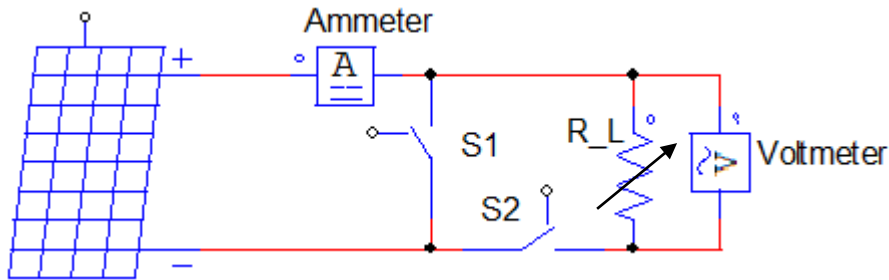 Ammeter
+
A
S1
R_L
V
Voltmeter
S2
−